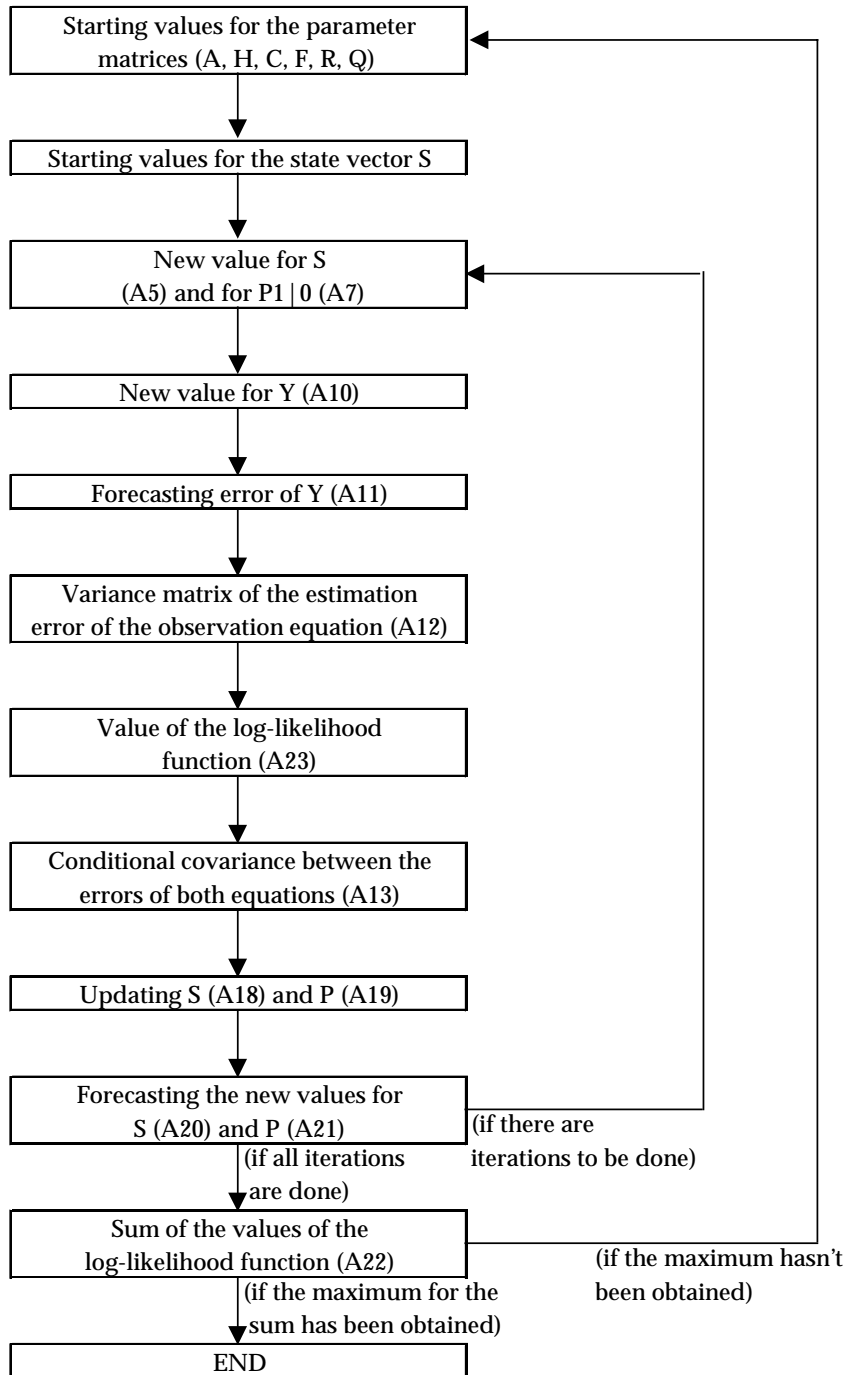 Starting values for the parameter
matrices (A, H, C, F, R, Q)
Starting values for the state vector S
New value for S
(A5) and for P1|0 (A7)
New value for Y (A10)
Forecasting error of Y (A11)
Variance matrix of the estimation
error of the observation equation (A12)
Value of the log-likelihood
function (A23)
Conditional covariance between the
errors of both equations (A13)
Updating S (A18) and P (A19)
Forecasting the new values for
S (A20) and P (A21)
(if there are
iterations to be done)
(if all iterations
are done)
Sum of the values of the
log-likelihood function (A22)
(if the maximum hasn't
been obtained)
(if the maximum for the
sum has been obtained)
END